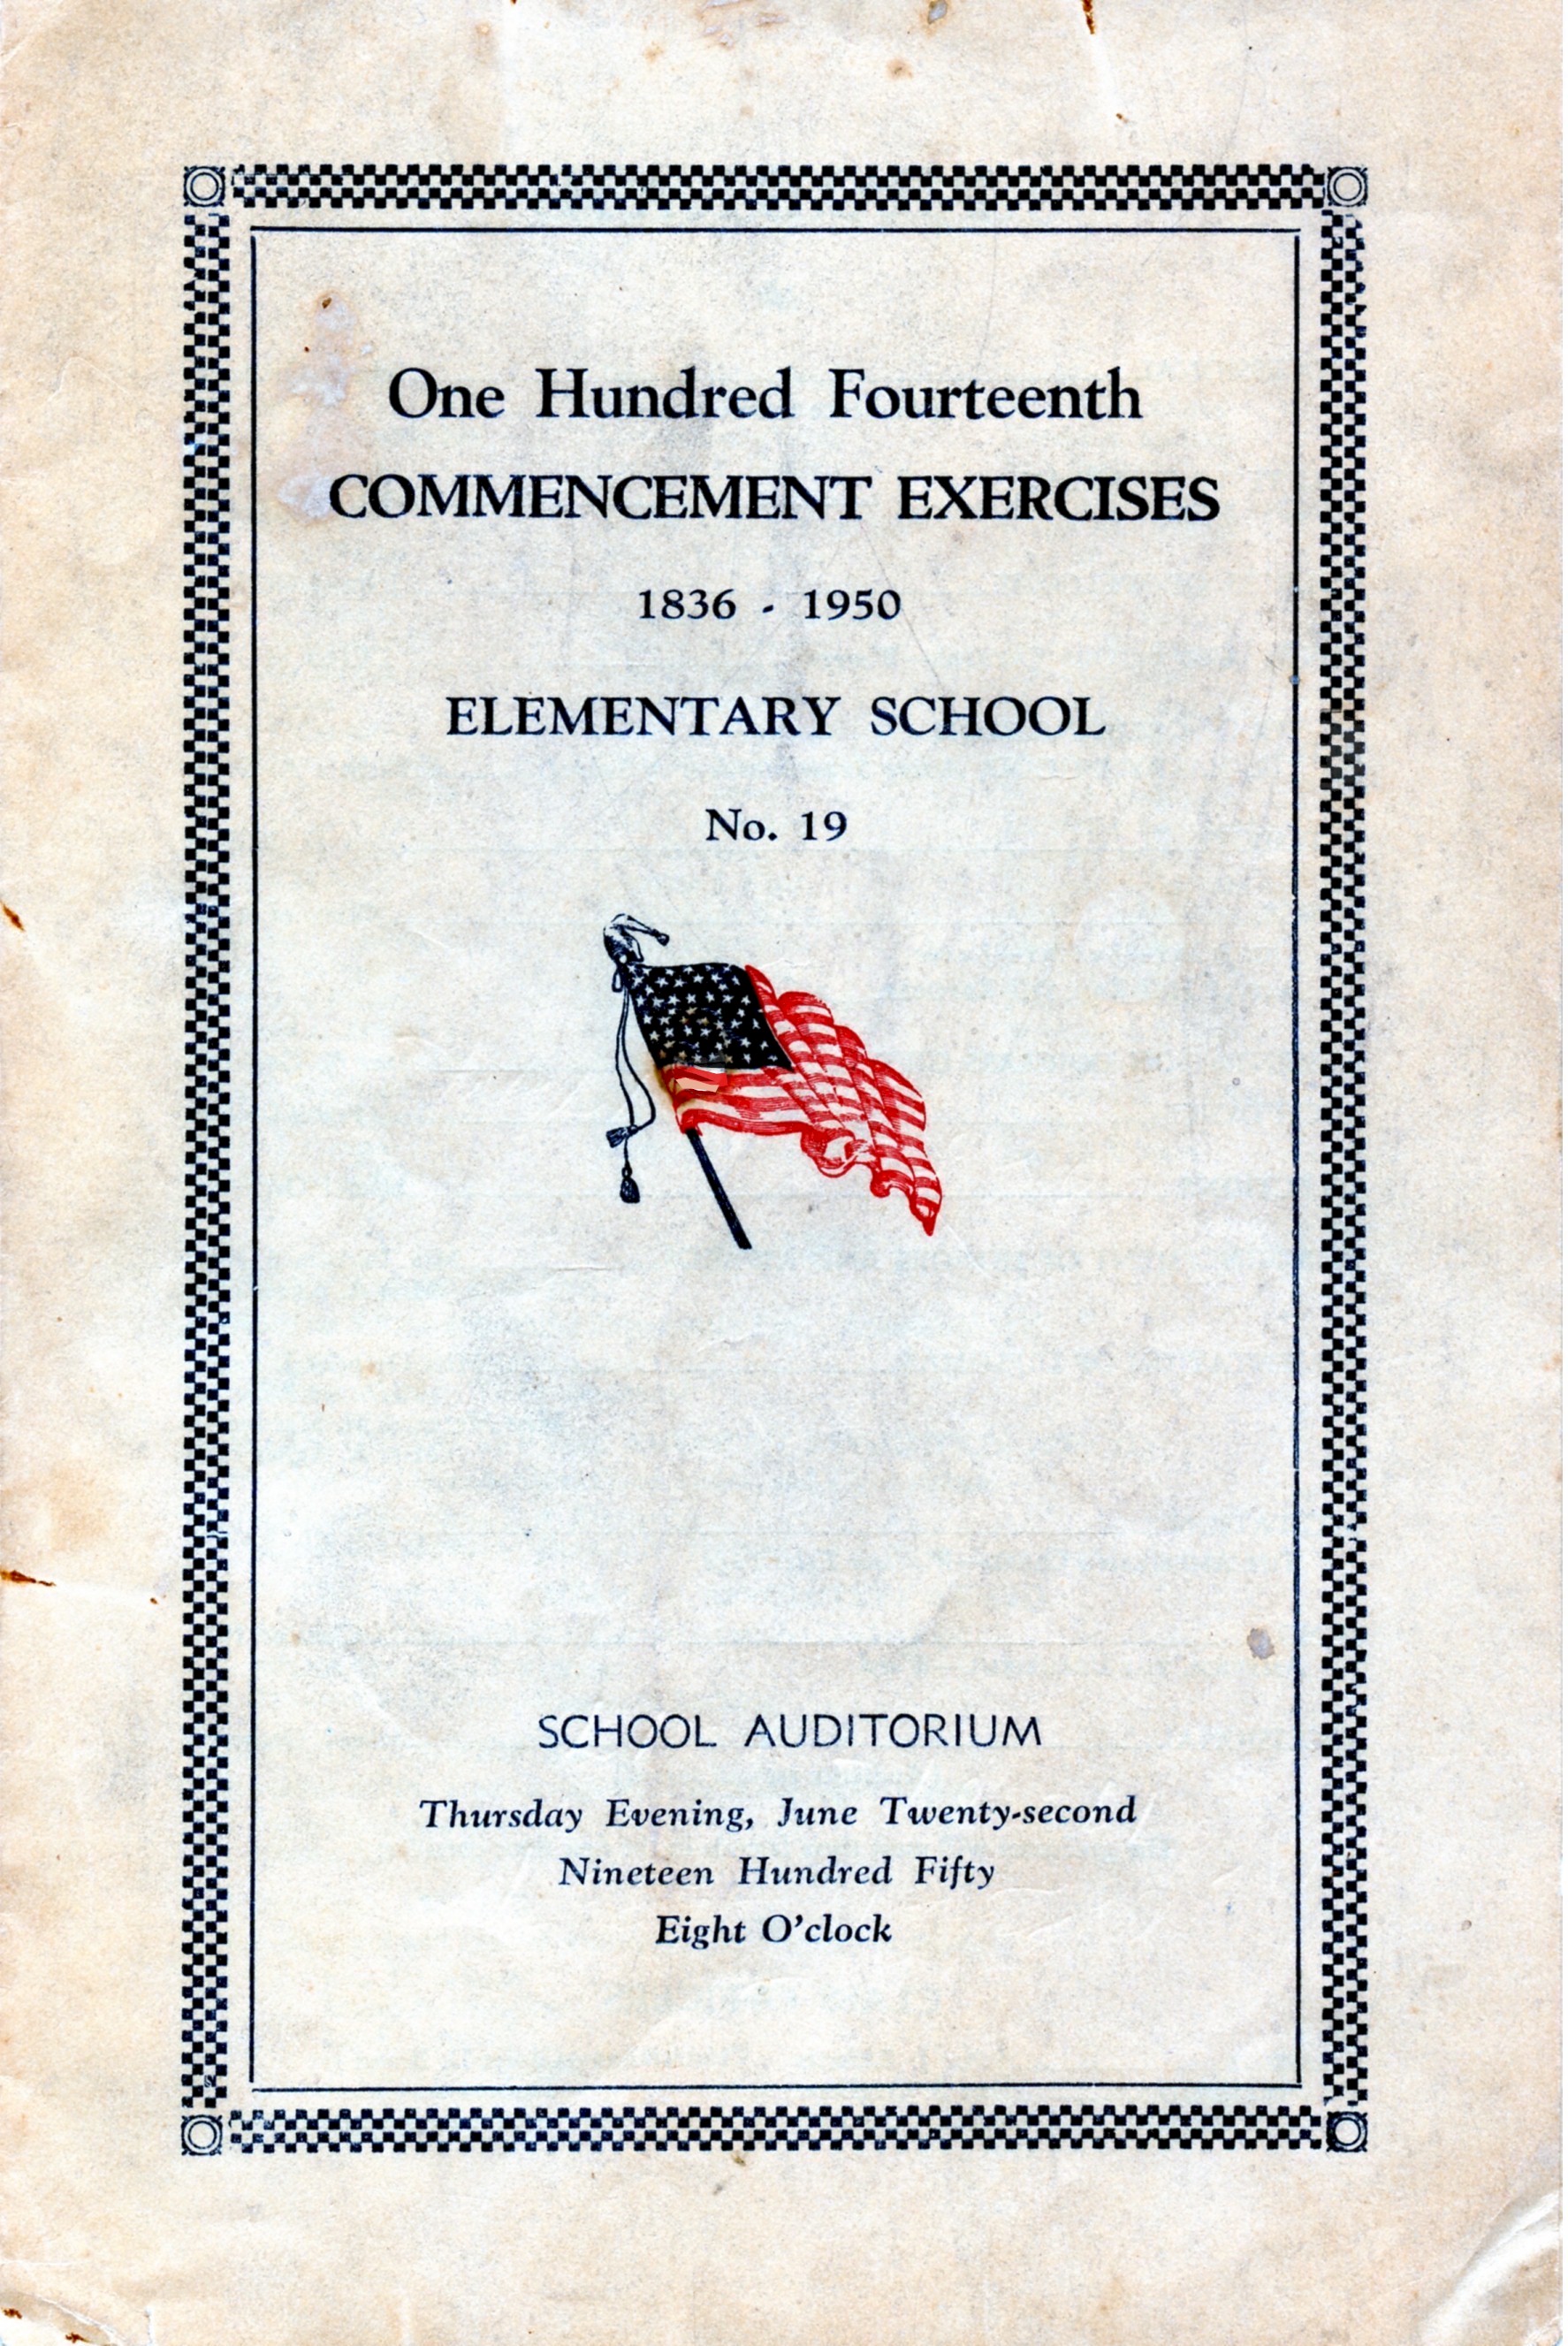 One Hundred Fourteenth
COMMENCEMENT EXERCISES
1836 - 1950
ELEMENTARY SCHOOL
No. 19
SCHOOL AUDITORIUM
Thursday Evening, June Twenty-second
Nineteen Hundred Fifty
Eight O'clock